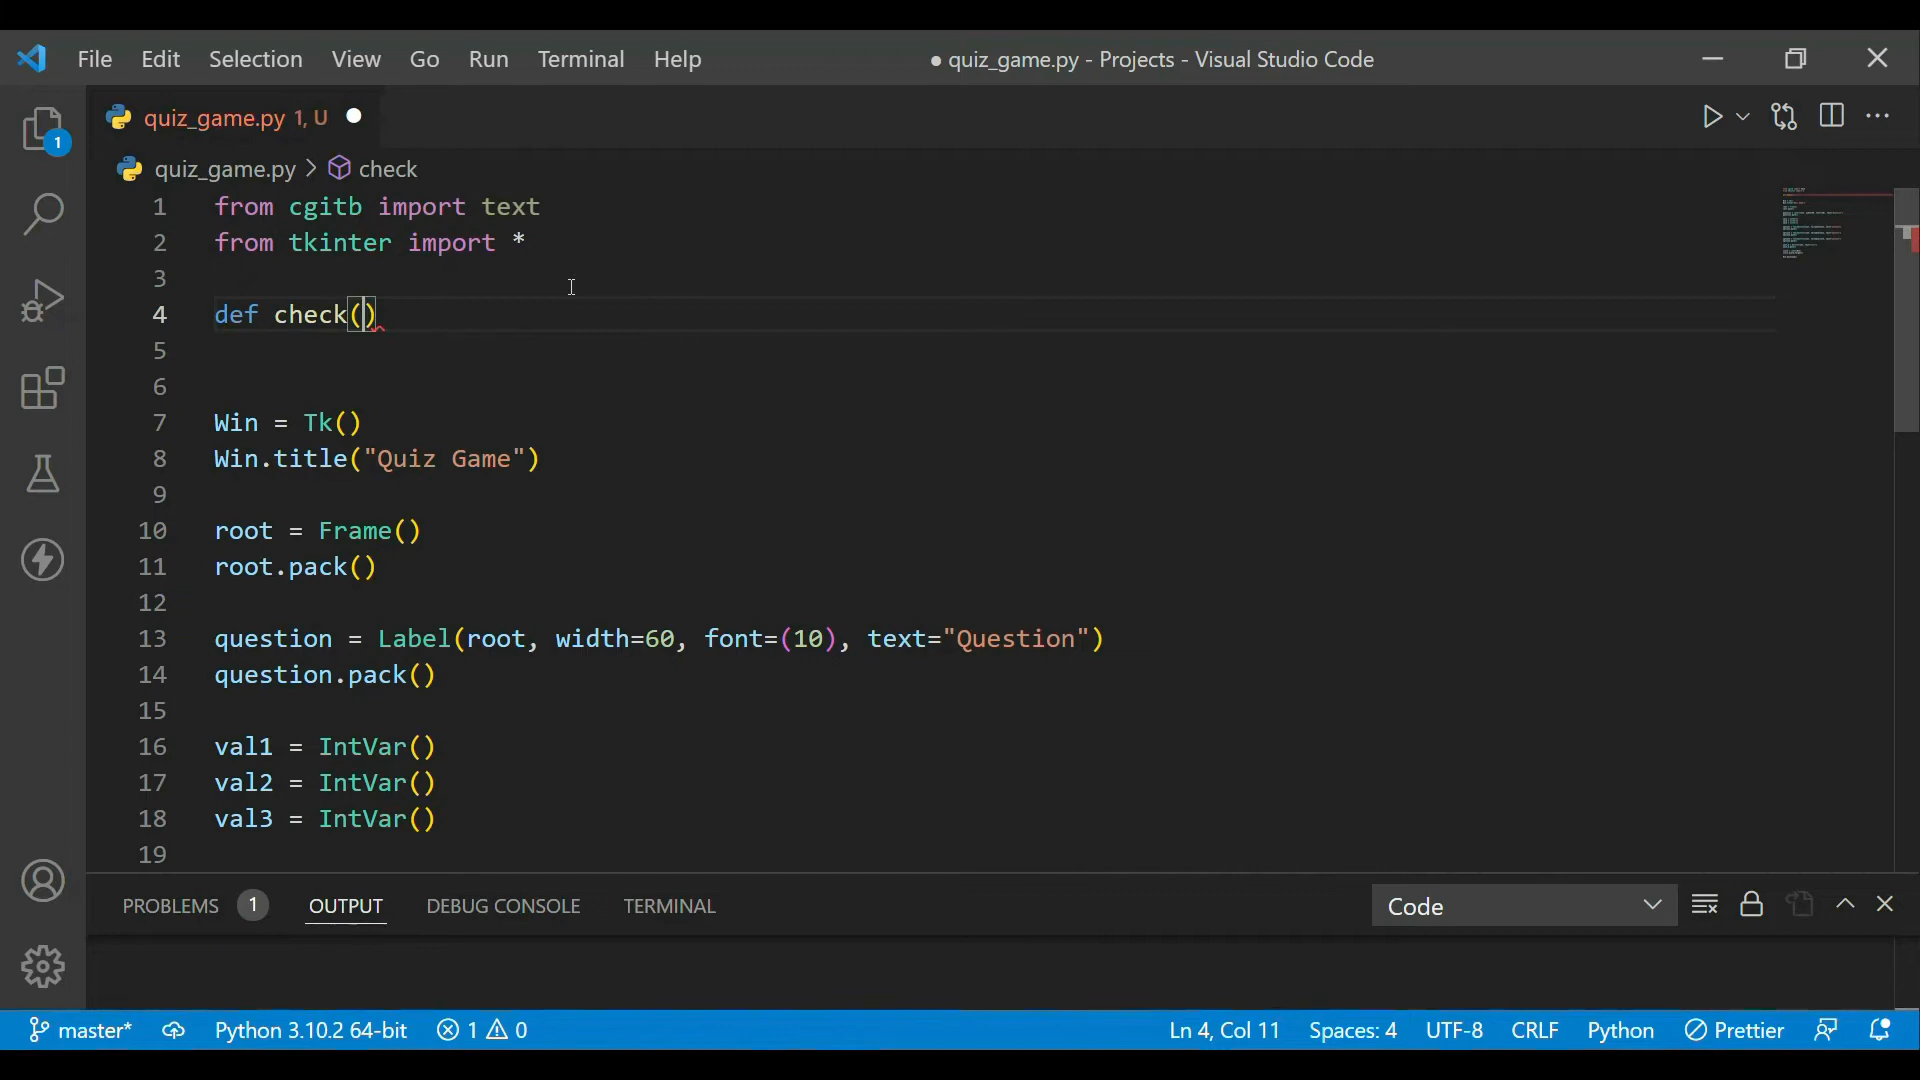 File Edit Selection View Go Run Terminal Help ● quiz_game.py - Projects - Visual Studio Code
quiz_game.py 1, U
1
quiz_game.py > check
1 from cgitb import text
2 from tkinter import *
3
4 def check()
5
6
7 Win = Tk()
8 Win.title("Quiz Game")
9
10 root = Frame()
11 root.pack()
12
13 question = Label(root, width=60, font=(10), text="Question")
14 question.pack()
15
16 val1 = IntVar()
17 val2 = IntVar()
18 val3 = IntVar()
19
PROBLEMS 1 OUTPUT DEBUG CONSOLE TERMINAL Code
master* Python 3.10.2 64-bit 1 0 Ln 4, Col 11 Spaces: 4 UTF-8 CRLF Python Prettier